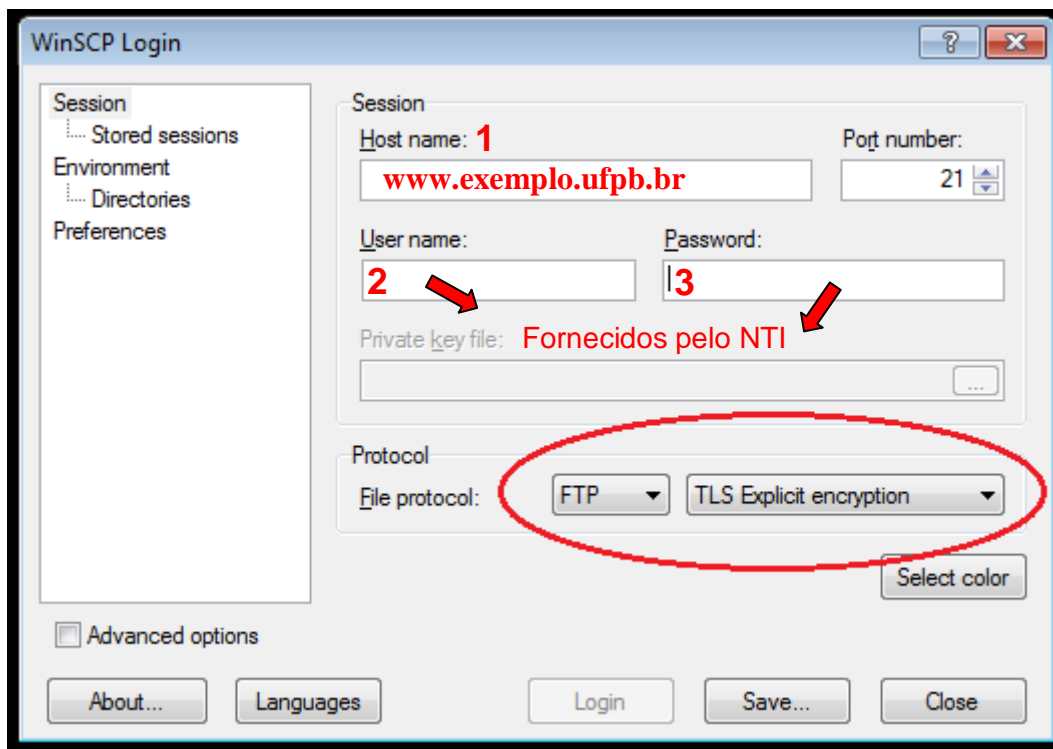 WinSCP Login
?
Session
Stored sessions
Environment
Directories
Preferences
Session
Host name: 1
Port number:
www.exemplo.ufpb.br
21
User name:
Password:
2
3
Private key file: Fornecidos pelo NTI
...
Protocol
File protocol:
FTP
TLS Explicit encryption
Select color
Advanced options
About...
Languages
Login
Save...
Close